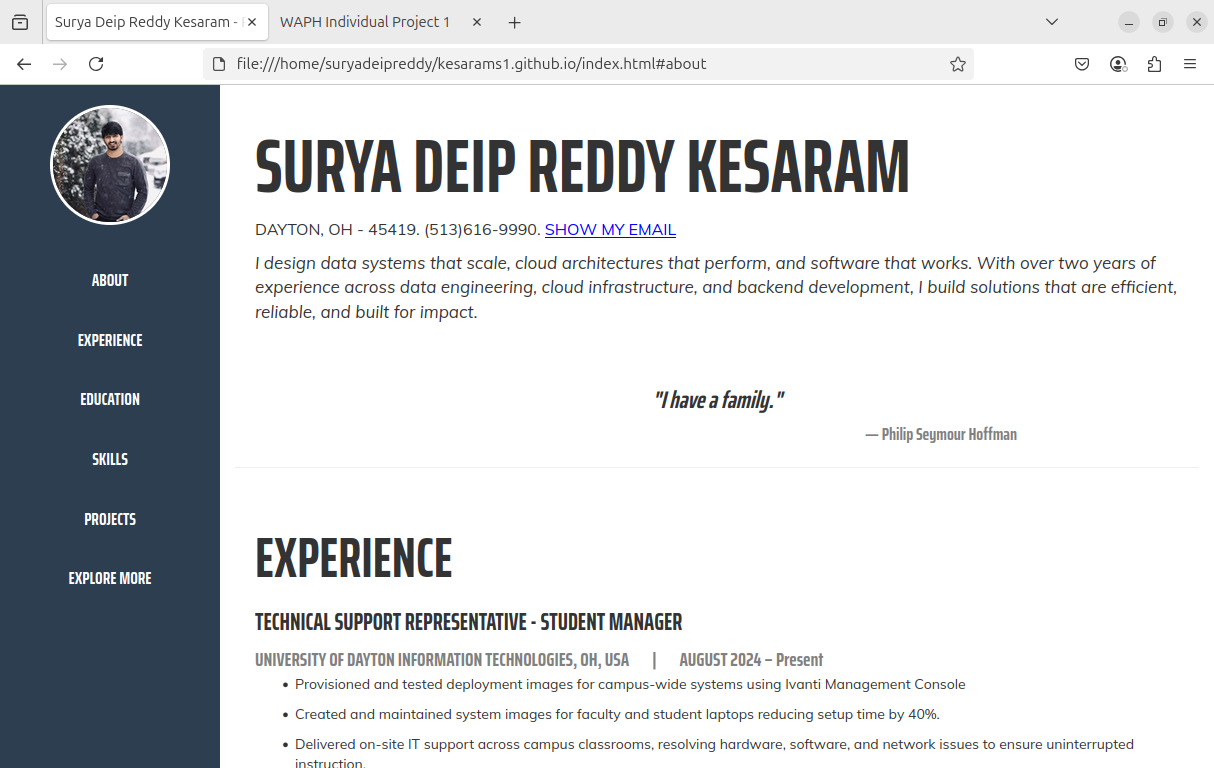 Surya Deip Reddy Kesaram -
WAPH Individual Project 1
file:///home/suryadeipreddy/kesarams1.github.io/index.html#about
ABOUT
EXPERIENCE
EDUCATION
SKILLS
PROJECTS
EXPLORE MORE
SURYA DEIP REDDY KESARAM
DAYTON, OH - 45419. (513)616-9990. SHOW MY EMAIL
I design data systems that scale, cloud architectures that perform, and software that works. With over two years of
experience across data engineering, cloud infrastructure, and backend development, I build solutions that are efficient,
reliable, and built for impact.
"I have a family."
— Philip Seymour Hoffman
EXPERIENCE
TECHNICAL SUPPORT REPRESENTATIVE - STUDENT MANAGER
UNIVERSITY OF DAYTON INFORMATION TECHNOLOGIES, OH, USA | AUGUST 2024 – Present
• Provisioned and tested deployment images for campus-wide systems using Ivanti Management Console
• Created and maintained system images for faculty and student laptops reducing setup time by 40%.
• Delivered on-site IT support across campus classrooms, resolving hardware, software, and network issues to ensure uninterrupted
instruction.